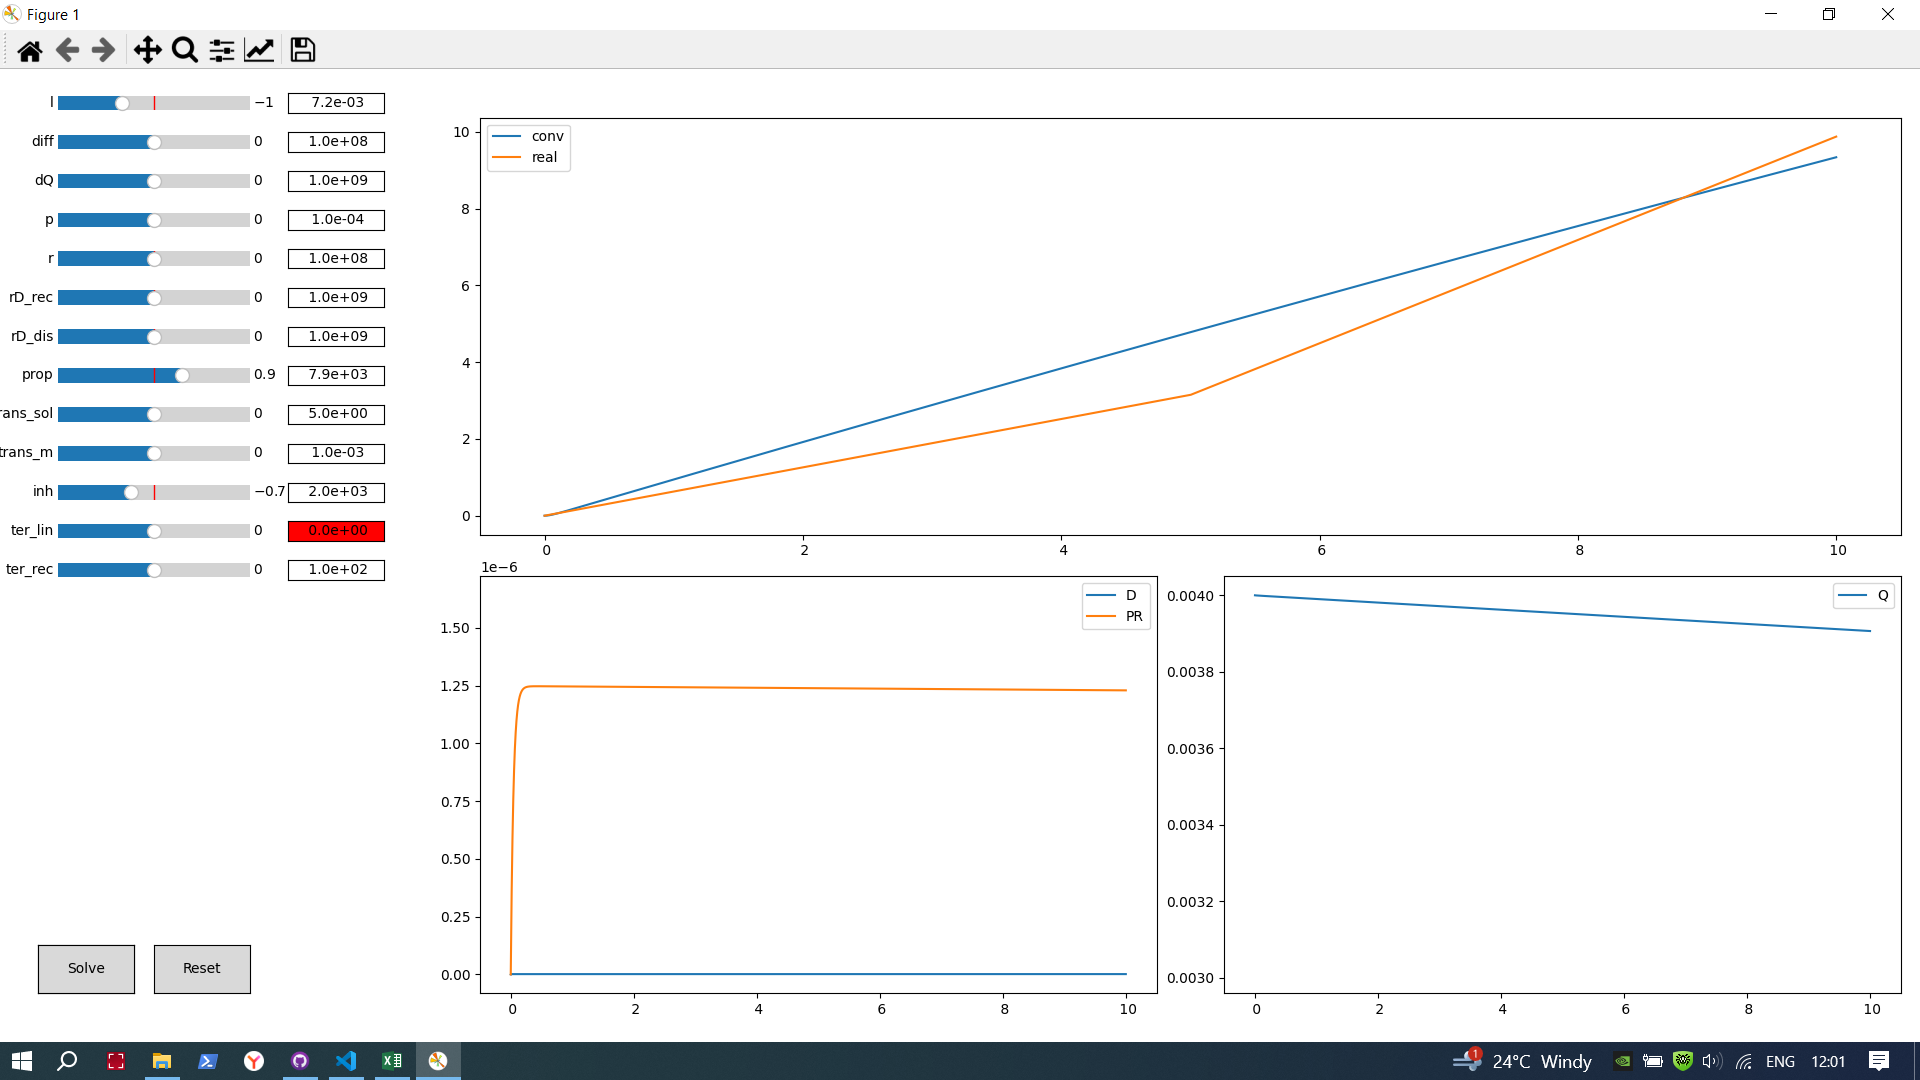 Figure 1
l −1 7.2e-03
diff 0 1.0e+08
dQ 0 1.0e+09
p 0 1.0e-04
r 0 1.0e+08
rD_rec 0 1.0e+09
rD_dis 0 1.0e+09
prop 0.9 7.9e+03
rans_sol 0 5.0e+00
trans_m 0 1.0e-03
inh −0.7 2.0e+03
ter_lin 0 0.0e+00
ter_rec 0 1.0e+02
Solve Reset
conv
real
10
8
6
4
2
0
0 2 4 6 8 10
1e−6
D
PR
1.50
1.25
1.00
0.75
0.50
0.25
0.00
0 2 4 6 8 10
Q
0.0040
0.0038
0.0036
0.0034
0.0032
0.0030
0 2 4 6 8 10
1 24°C Windy ENG 12:01